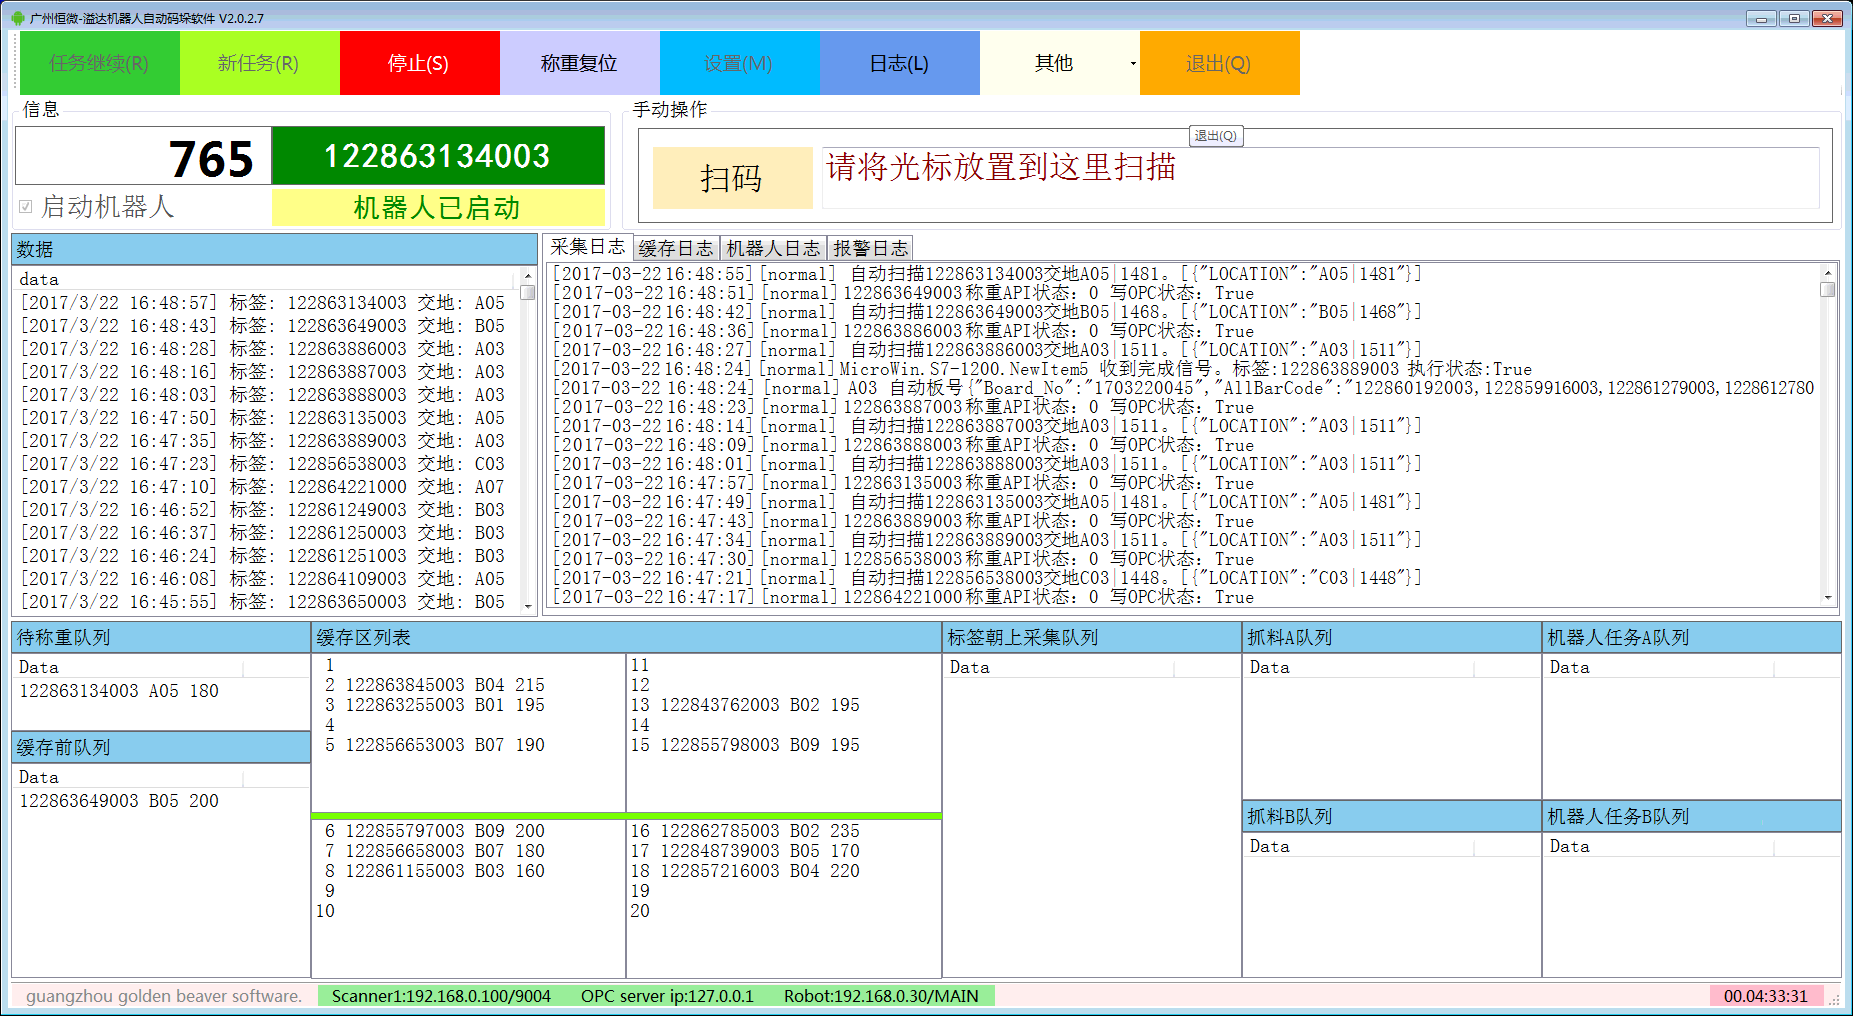 广州恒微-溢达机器人自动码垛软件 V2.0.2.7
任务继续(R) 新任务(R) 停止(S) 称重复位 设置(M) 日志(L) 其他 退出(Q)
信息
765 122863134003
启动机器人 机器人已启动
手动操作
退出(Q)
扫码 请将光标放置到这里扫描
数据
data
[2017/3/22 16:48:57] 标签: 122863134003 交地: A05
[2017/3/22 16:48:43] 标签: 122863649003 交地: B05
[2017/3/22 16:48:28] 标签: 122863886003 交地: A03
[2017/3/22 16:48:16] 标签: 122863887003 交地: A03
[2017/3/22 16:48:03] 标签: 122863888003 交地: A03
[2017/3/22 16:47:50] 标签: 122863135003 交地: A05
[2017/3/22 16:47:35] 标签: 122863889003 交地: A03
[2017/3/22 16:47:23] 标签: 122856538003 交地: C03
[2017/3/22 16:47:10] 标签: 122864221000 交地: A07
[2017/3/22 16:46:52] 标签: 122861249003 交地: B03
[2017/3/22 16:46:37] 标签: 122861250003 交地: B03
[2017/3/22 16:46:24] 标签: 122861251003 交地: B03
[2017/3/22 16:46:08] 标签: 122864109003 交地: A05
[2017/3/22 16:45:55] 标签: 122863650003 交地: B05
采集日志 缓存日志 机器人日志 报警日志
[2017-03-22 16:48:55] [normal] 自动扫描122863134003交地A05|1481。[{"LOCATION":"A05|1481"}]
[2017-03-22 16:48:51] [normal] 122863649003称重API状态：0 写OPC状态：True
[2017-03-22 16:48:42] [normal] 自动扫描122863649003交地B05|1468。[{"LOCATION":"B05|1468"}]
[2017-03-22 16:48:36] [normal] 122863886003称重API状态：0 写OPC状态：True
[2017-03-22 16:48:27] [normal] 自动扫描122863886003交地A03|1511。[{"LOCATION":"A03|1511"}]
[2017-03-22 16:48:24] [normal] MicroWin.S7-1200.NewItem5 收到完成信号。标签:122863889003 执行状态:True
[2017-03-22 16:48:24] [normal] A03 自动板号 {"Board_No":"1703220045","AllBarCode":"122860192003,122859916003,122861279003,1228612780
[2017-03-22 16:48:23] [normal] 122863887003称重API状态：0 写OPC状态：True
[2017-03-22 16:48:14] [normal] 自动扫描122863887003交地A03|1511。[{"LOCATION":"A03|1511"}]
[2017-03-22 16:48:09] [normal] 122863888003称重API状态：0 写OPC状态：True
[2017-03-22 16:48:01] [normal] 自动扫描122863888003交地A03|1511。[{"LOCATION":"A03|1511"}]
[2017-03-22 16:47:57] [normal] 122863135003称重API状态：0 写OPC状态：True
[2017-03-22 16:47:49] [normal] 自动扫描122863135003交地A05|1481。[{"LOCATION":"A05|1481"}]
[2017-03-22 16:47:43] [normal] 122863889003称重API状态：0 写OPC状态：True
[2017-03-22 16:47:34] [normal] 自动扫描122863889003交地A03|1511。[{"LOCATION":"A03|1511"}]
[2017-03-22 16:47:30] [normal] 122856538003称重API状态：0 写OPC状态：True
[2017-03-22 16:47:21] [normal] 自动扫描122856538003交地C03|1448。[{"LOCATION":"C03|1448"}]
[2017-03-22 16:47:17] [normal] 122864221000称重API状态：0 写OPC状态：True
待称重队列
Data
122863134003 A05 180
缓存前队列
Data
122863649003 B05 200
缓存区列表
1
2 122863845003 B04 215
3 122863255003 B01 195
4
5 122856653003 B07 190
11
12
13 122843762003 B02 195
14
15 122855798003 B09 195
6 122855797003 B09 200
7 122856658003 B07 180
8 122861155003 B03 160
9
10
16 122862785003 B02 235
17 122848739003 B05 170
18 122857216003 B04 220
19
20
标签朝上采集队列
Data
抓料A队列
Data
抓料B队列
Data
机器人任务A队列
Data
机器人任务B队列
Data
guangzhou golden beaver software. Scanner1:192.168.0.100/9004 OPC server ip:127.0.0.1 Robot:192.168.0.30/MAIN 00.04:33:31